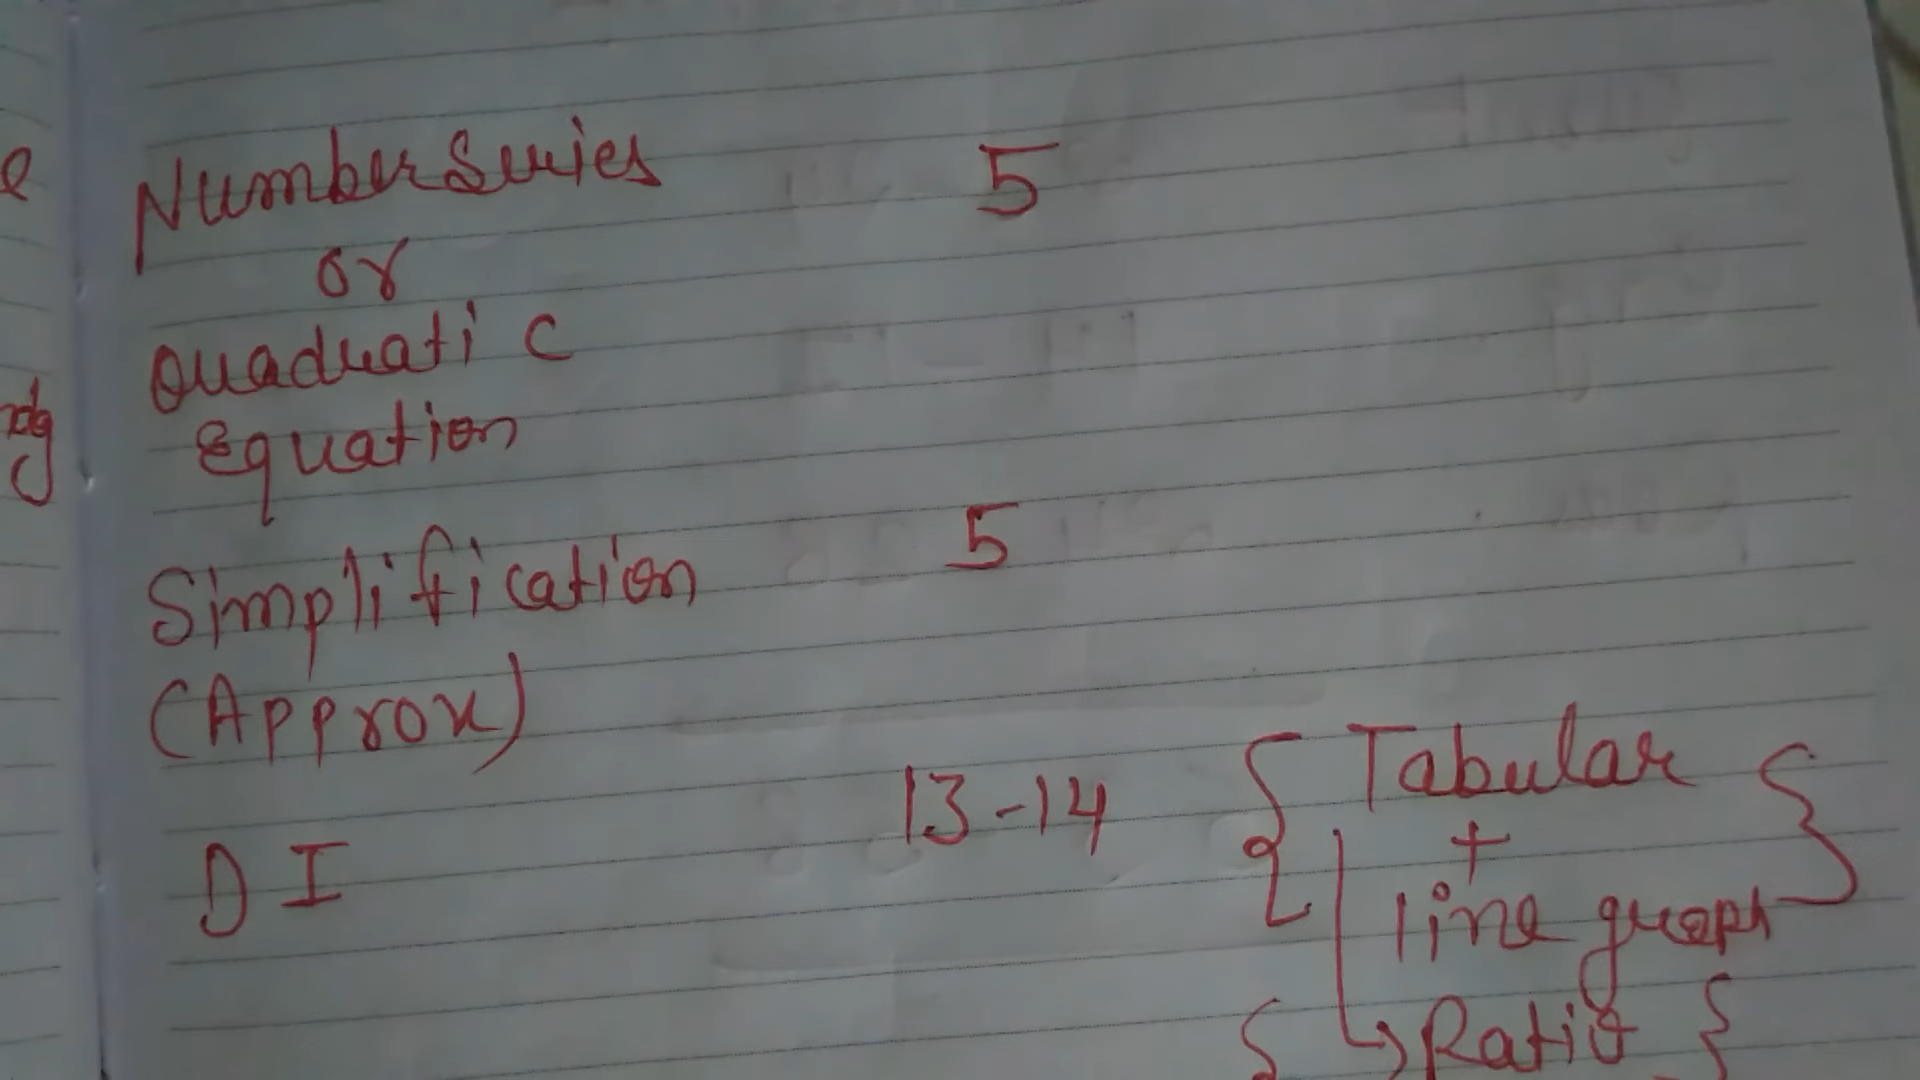 Number Series 5
or
Quadratic
Equation
Simplification 5
(Approx)
DI 13-14 { Tabular }
+
line graph
{ → Ratio }